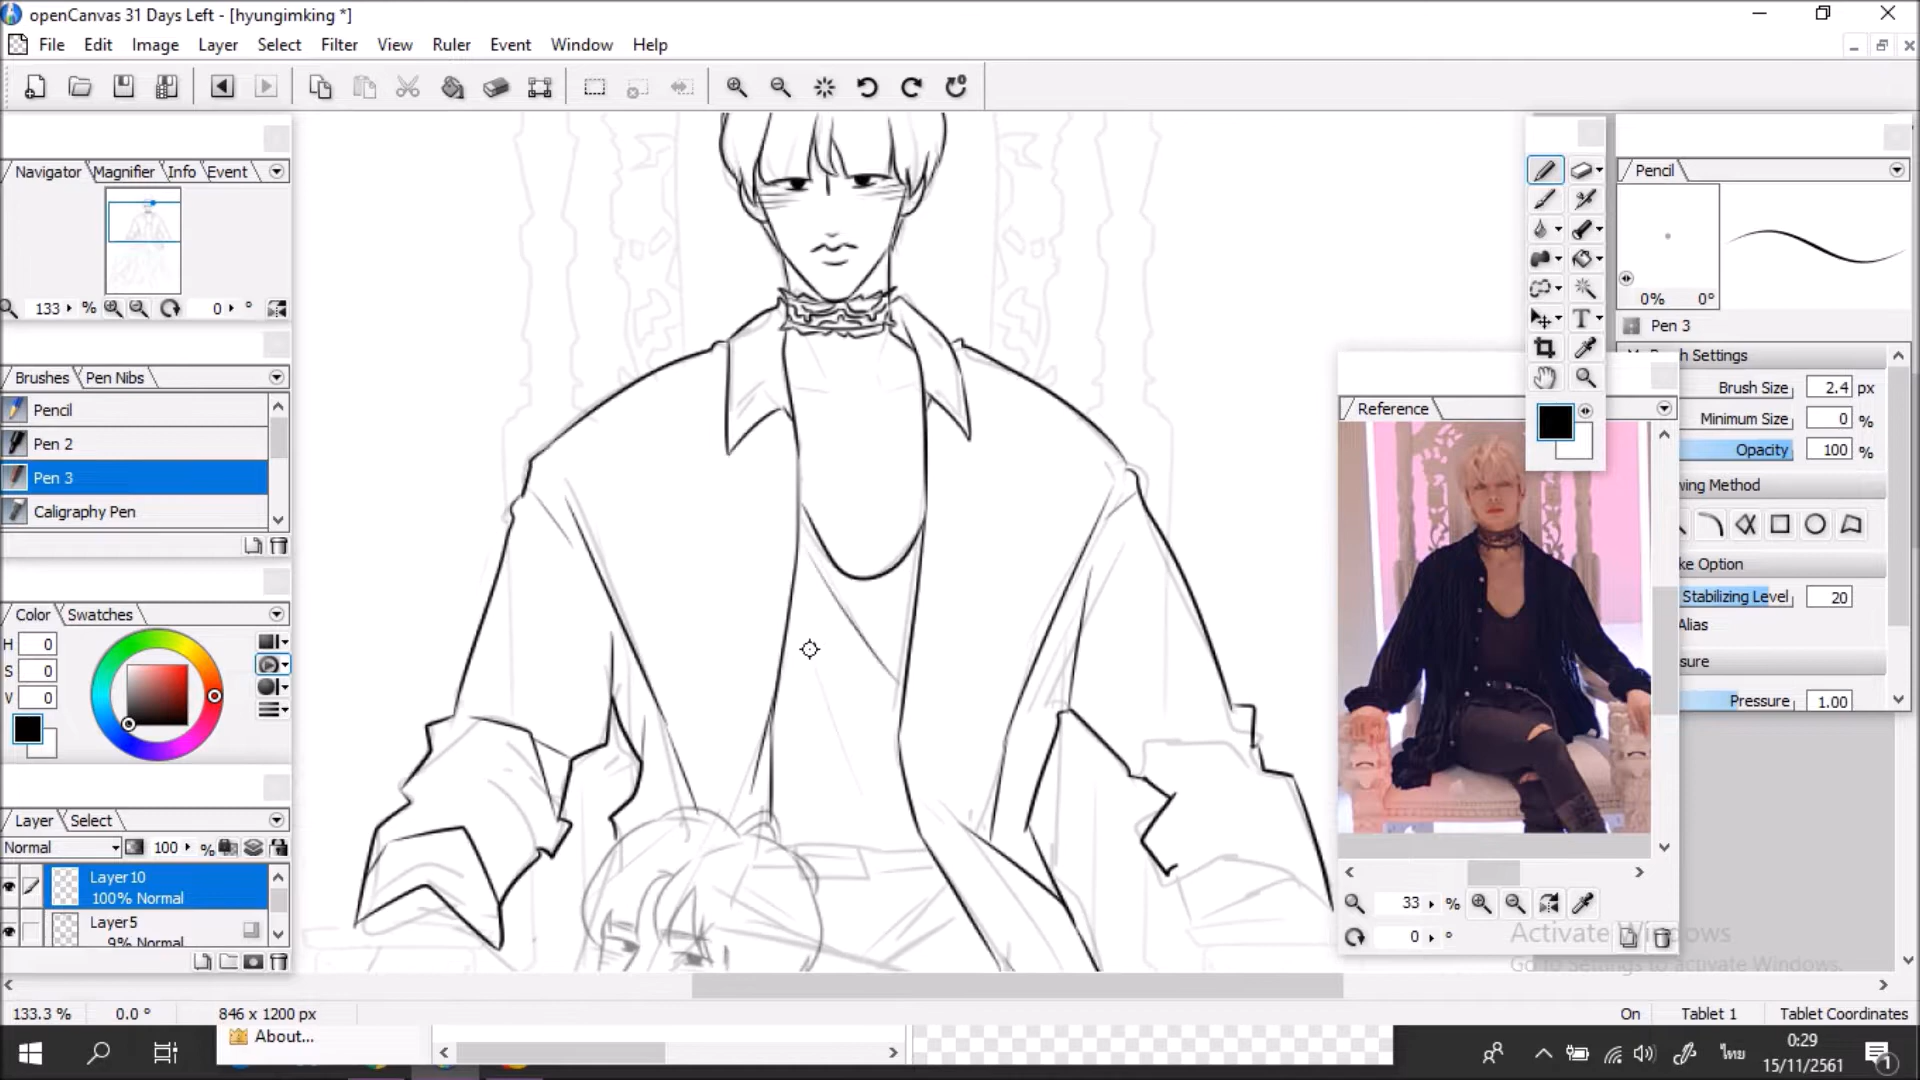 openCanvas 31 Days Left - [hyungimking *]
File Edit Image Layer Select Filter View Ruler Event Window Help
Navigator Magnifier Info Event
133 % 0 °
Brushes Pen Nibs
Pencil
Pen 2
Pen 3
Caligraphy Pen
Color Swatches
H 0
S 0
V 0
Layer Select
Normal 100 %
Layer10
100% Normal
Layer5
9% Normal
Pencil
0% 0°
Pen 3
Brush Settings
Brush Size 2.4 px
Minimum Size 0 %
Opacity 100 %
wing Method
ke Option
Stabilizing Level 20
Alias
sure
Pressure 1.00
Reference
33 %
0 °
Activate Windows
Go to Settings to activate Windows.
133.3 % 0.0 ° 846 x 1200 px On Tablet 1 Tablet Coordinates
About...
ไทย
0:29
15/11/2561
1